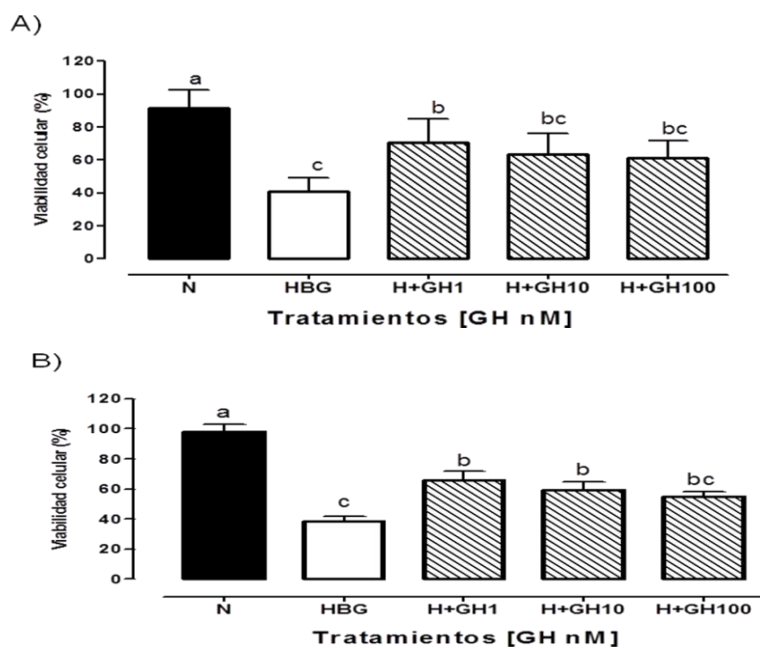 A)
Viabilidad celular (%)
120
100
80
60
40
20
0
a
c
b
bc
bc
N HBG H+GH1 H+GH10 H+GH100
Tratamientos [GH nM]
B)
Viabilidad celular (%)
120
100
80
60
40
20
0
a
c
b
b
bc
N HBG H+GH1 H+GH10 H+GH100
Tratamientos [GH nM]